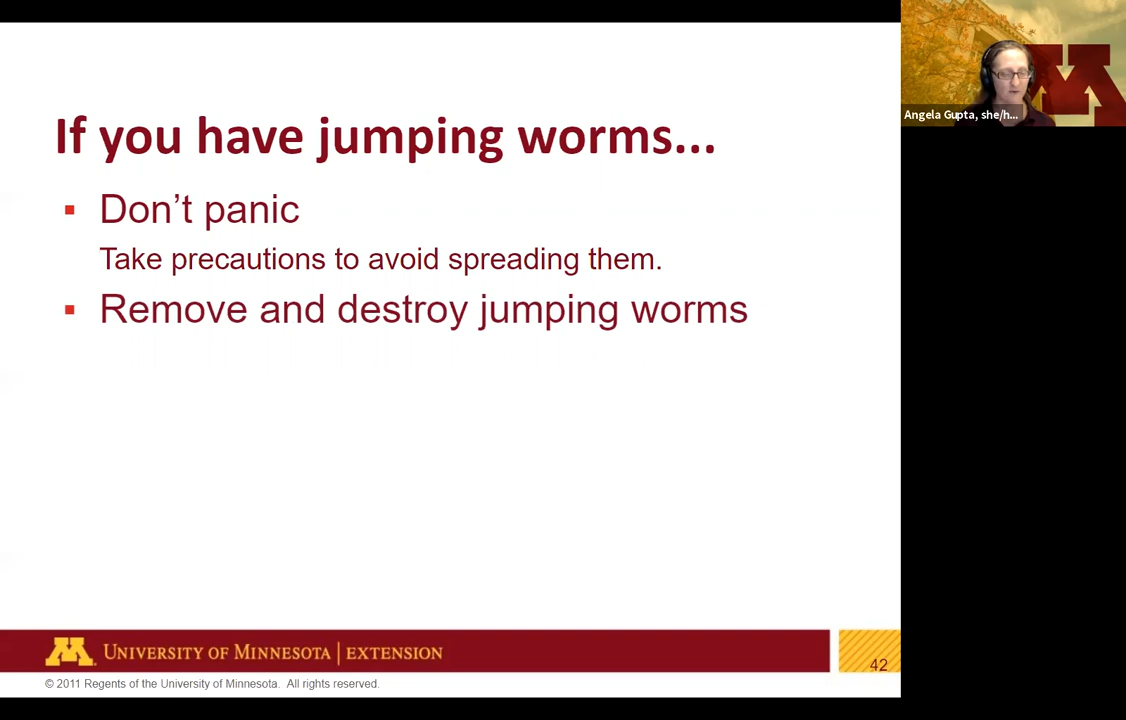 If you have jumping worms...
▪ Don’t panic
Take precautions to avoid spreading them.
▪ Remove and destroy jumping worms
M
UNIVERSITY OF MINNESOTA | EXTENSION
42
© 2011 Regents of the University of Minnesota. All rights reserved.
M
Angela Gupta, she/h...